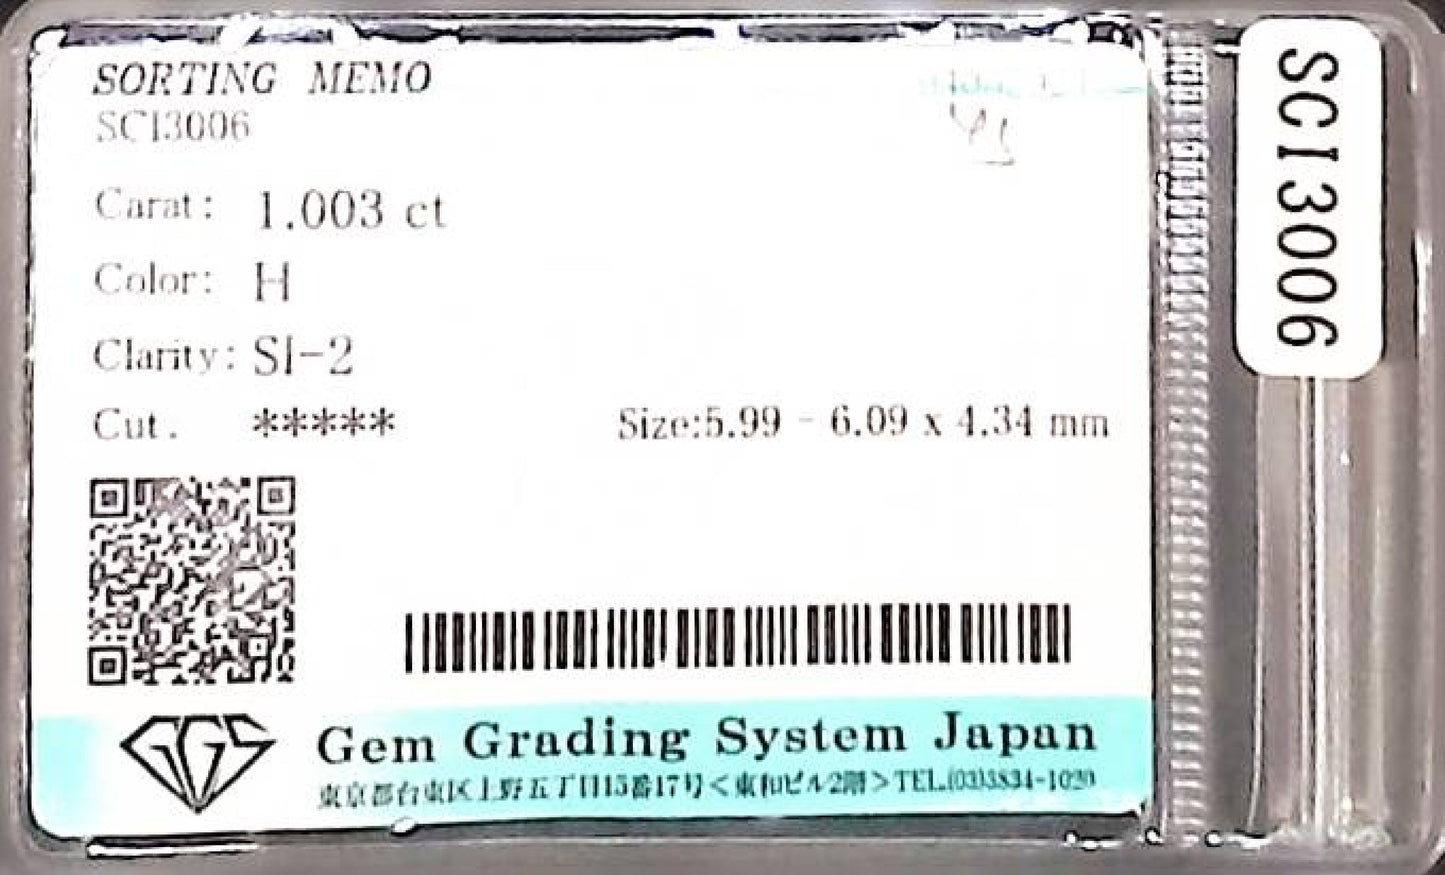 SORTING MEMO
SCI3006
Carat: 1.003 ct
Color: H
Clarity: SI-2
Cut. *****
Size:5.99 - 6.09 x 4.34 mm
GGS
Gem Grading System Japan
東京都台東区上野五丁目15番17号<東和ビル2階>TEL.(03)3834-1020
SCI3006